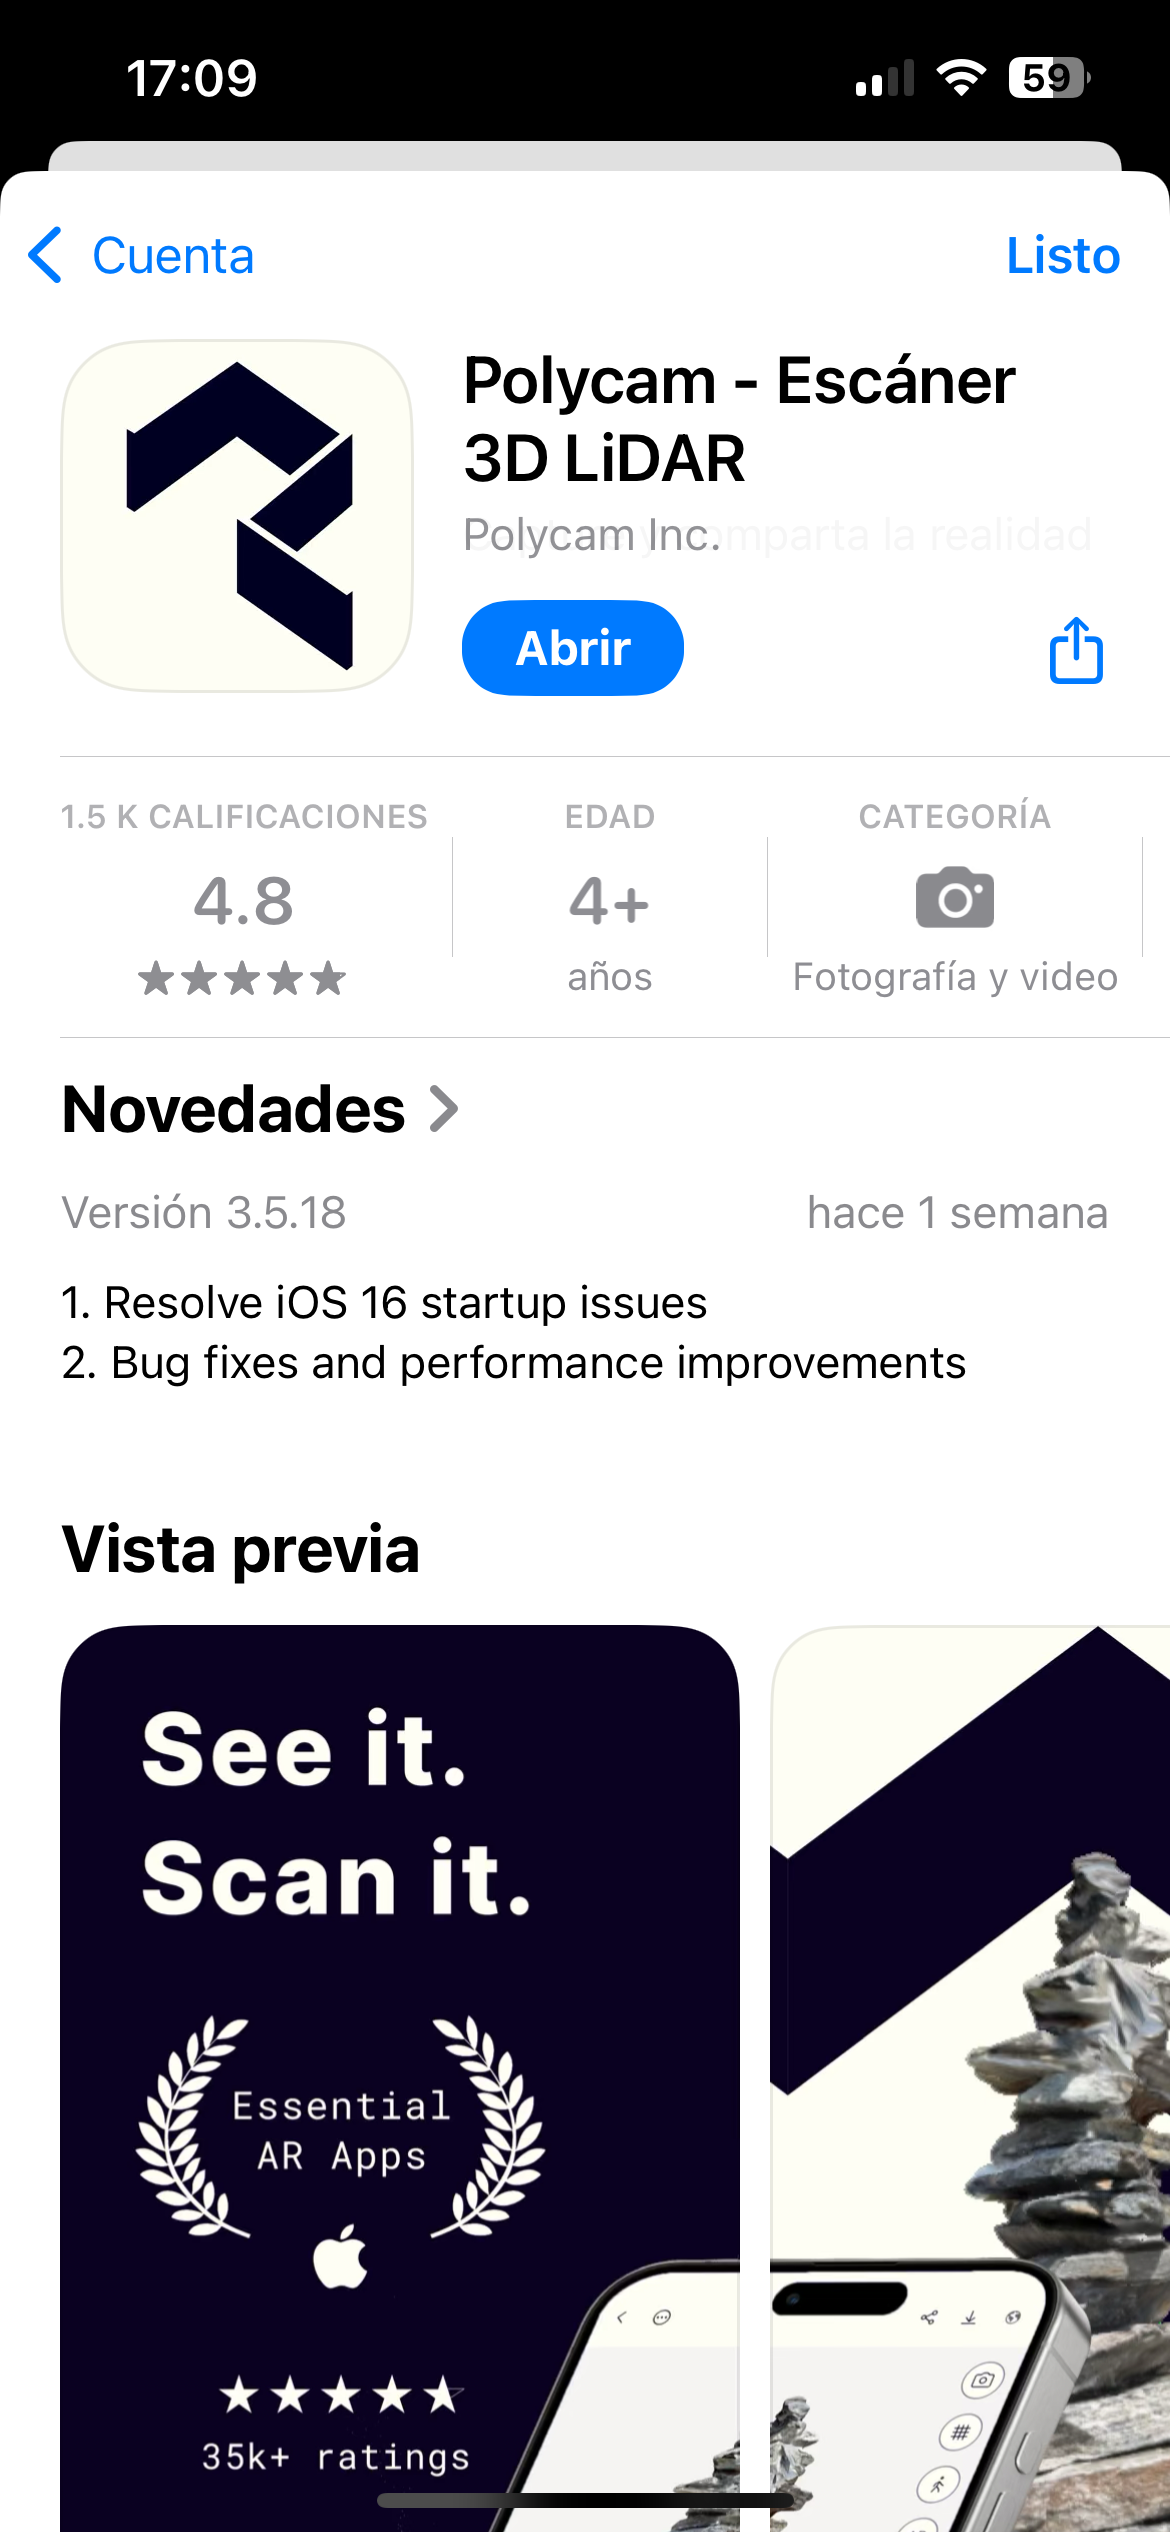 17:09
59
Cuenta
Listo
Polycam - Escáner
3D LiDAR
Polycam Inc.
comparta la realidad
Abrir
1.5 K CALIFICACIONES
4.8
EDAD
4+
años
CATEGORÍA
Fotografía y video
Novedades
Versión 3.5.18
hace 1 semana
1. Resolve iOS 16 startup issues
2. Bug fixes and performance improvements
Vista previa
See it.
Scan it.
Essential
AR Apps
35k+ ratings